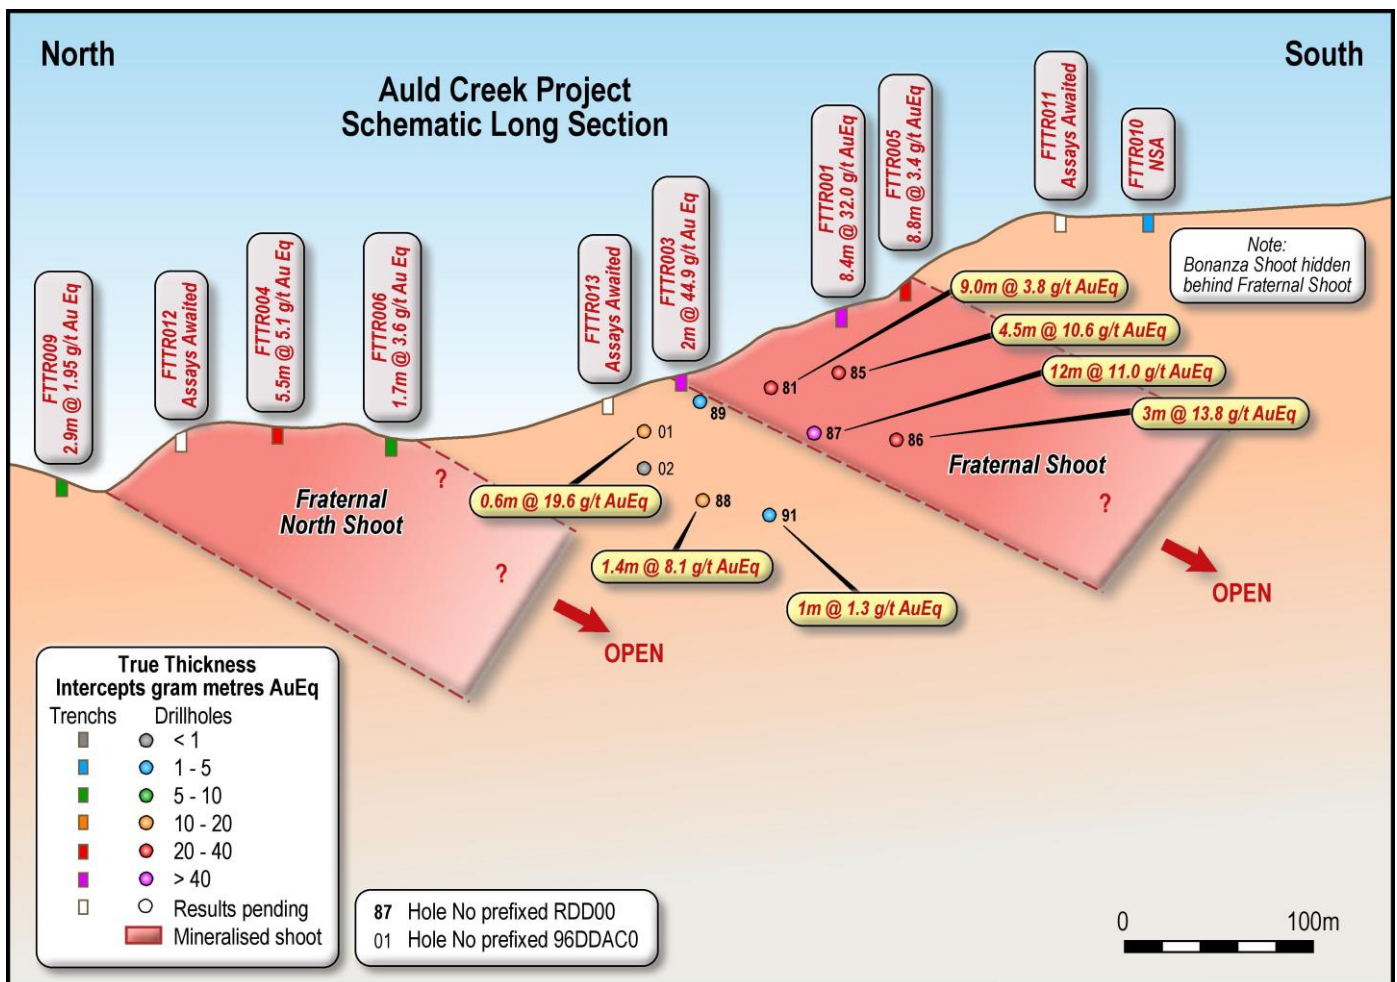 North
South
Auld Creek Project
Schematic Long Section
FTTR009
2.9m @ 1.95 g/t Au Eq
FTTR012
Assays Awaited
FTTR004
5.5m @ 5.1 g/t Au Eq
FTTR006
1.7m @ 3.6 g/t Au Eq
FTTR013
Assays Awaited
FTTR003
2m @ 44.9 g/t Au Eq
FTTR001
8.4m @ 32.0 g/t AuEq
FTTR005
8.8m @ 3.4 g/t AuEq
FTTR011
Assays Awaited
FTTR010
NSA
Note:
Bonanza Shoot hidden
behind Fraternal Shoot
9.0m @ 3.8 g/t AuEq
4.5m @ 10.6 g/t AuEq
12m @ 11.0 g/t AuEq
3m @ 13.8 g/t AuEq
85
81
89
87
86
01
02
88
91
Fraternal Shoot
?
Fraternal
North Shoot
?
?
0.6m @ 19.6 g/t AuEq
1.4m @ 8.1 g/t AuEq
1m @ 1.3 g/t AuEq
OPEN
OPEN
True Thickness
Intercepts gram metres AuEq
Trenchs Drillholes
< 1
1 - 5
5 - 10
10 - 20
20 - 40
> 40
Results pending
Mineralised shoot
87 Hole No prefixed RDD00
01 Hole No prefixed 96DDAC0
0 100m